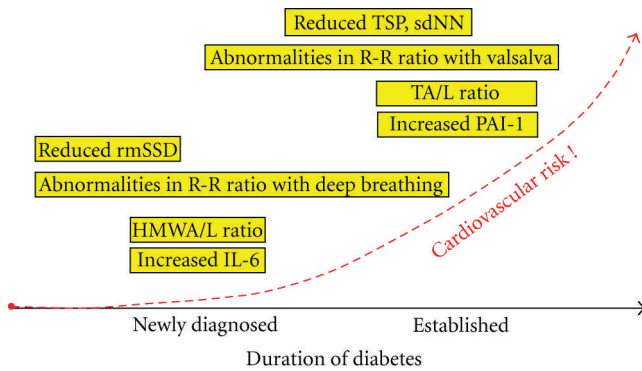 Reduced TSP, sdNN
Abnormalities in R-R ratio with valsalva
TA/L ratio
Increased PAI-1
Reduced rmSSD
Abnormalities in R-R ratio with deep breathing
HMWA/L ratio
Increased IL-6
Cardiovascular risk!
Newly diagnosed
Established
Duration of diabetes